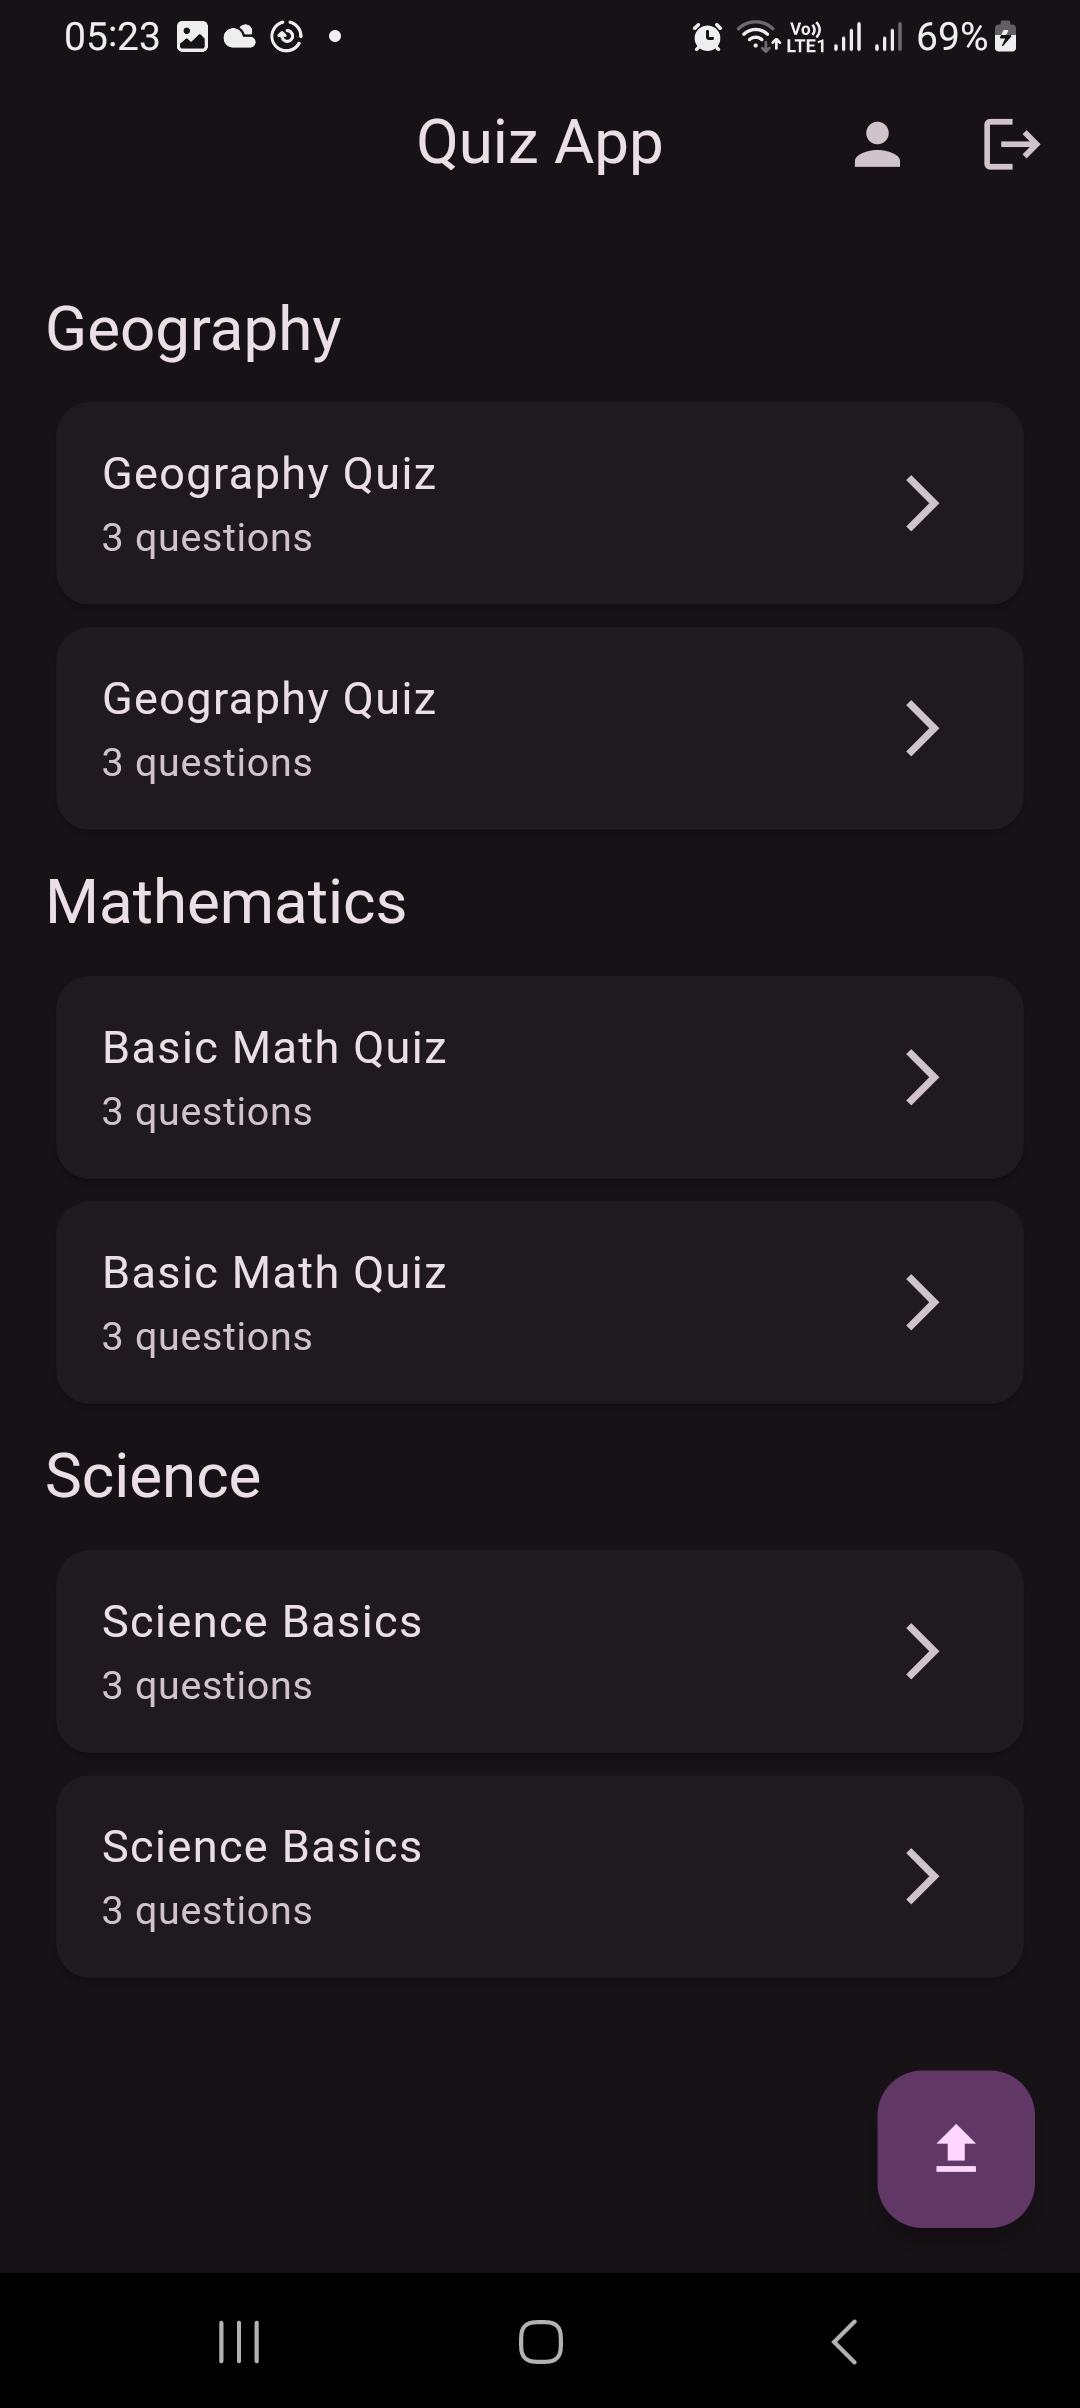 05:23
Vo))
LTE1
69%
Quiz App
Geography
Geography Quiz
3 questions
Geography Quiz
3 questions
Mathematics
Basic Math Quiz
3 questions
Basic Math Quiz
3 questions
Science
Science Basics
3 questions
Science Basics
3 questions